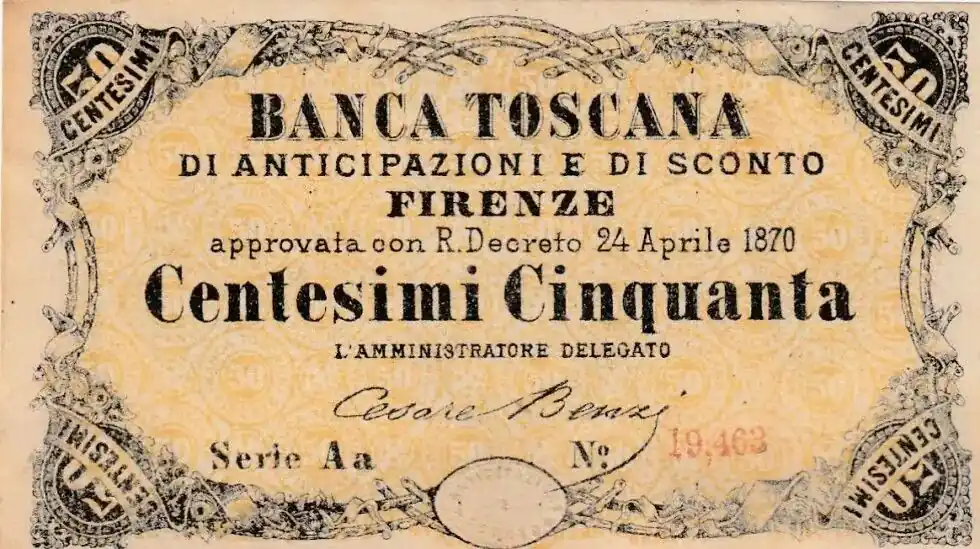 50 CENTESIMI
50 CENTESIMI
BANCA TOSCANA
DI ANTICIPAZIONI E DI SCONTO
FIRENZE
approvata con R. Decreto 24 Aprile 1870
Centesimi Cinquanta
L'AMMINISTRATORE DELEGATO
Cesare Benzi
Serie Aa Nº 19,463
50 CENTESIMI
50 CENTESIMI